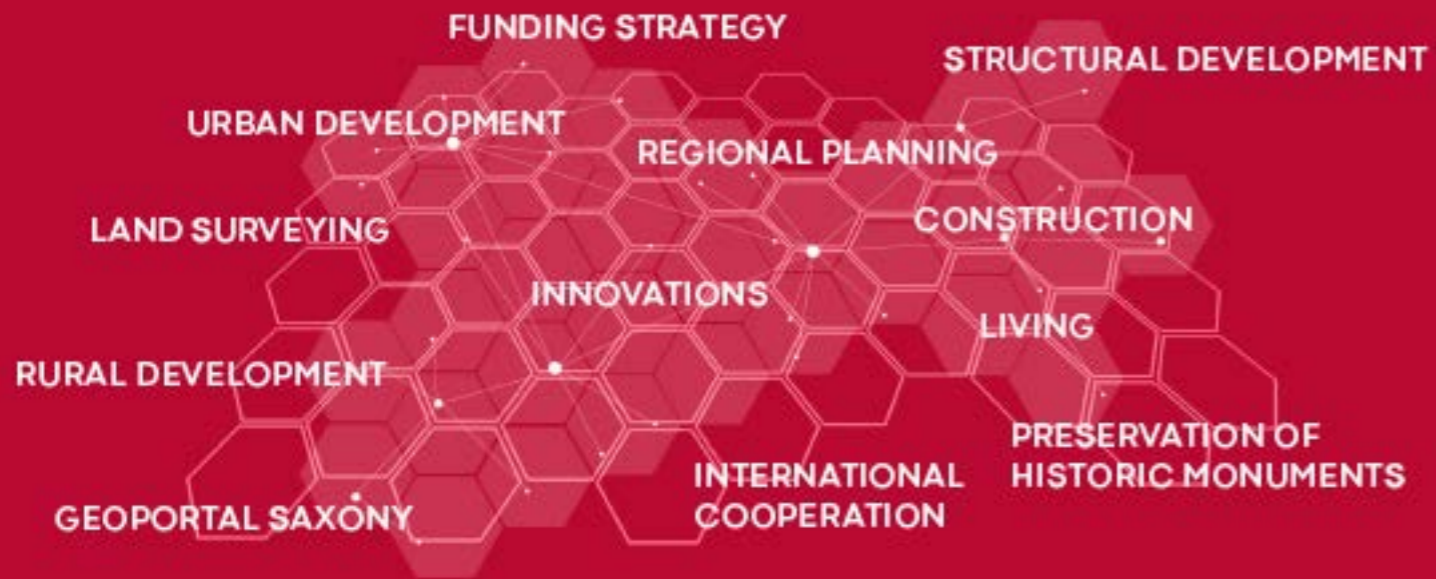 FUNDING STRATEGY
STRUCTURAL DEVELOPMENT
URBAN DEVELOPMENT
REGIONAL PLANNING
LAND SURVEYING
CONSTRUCTION
INNOVATIONS
LIVING
RURAL DEVELOPMENT
PRESERVATION OF
HISTORIC MONUMENTS
INTERNATIONAL
COOPERATION
GEOPORTAL SAXONY